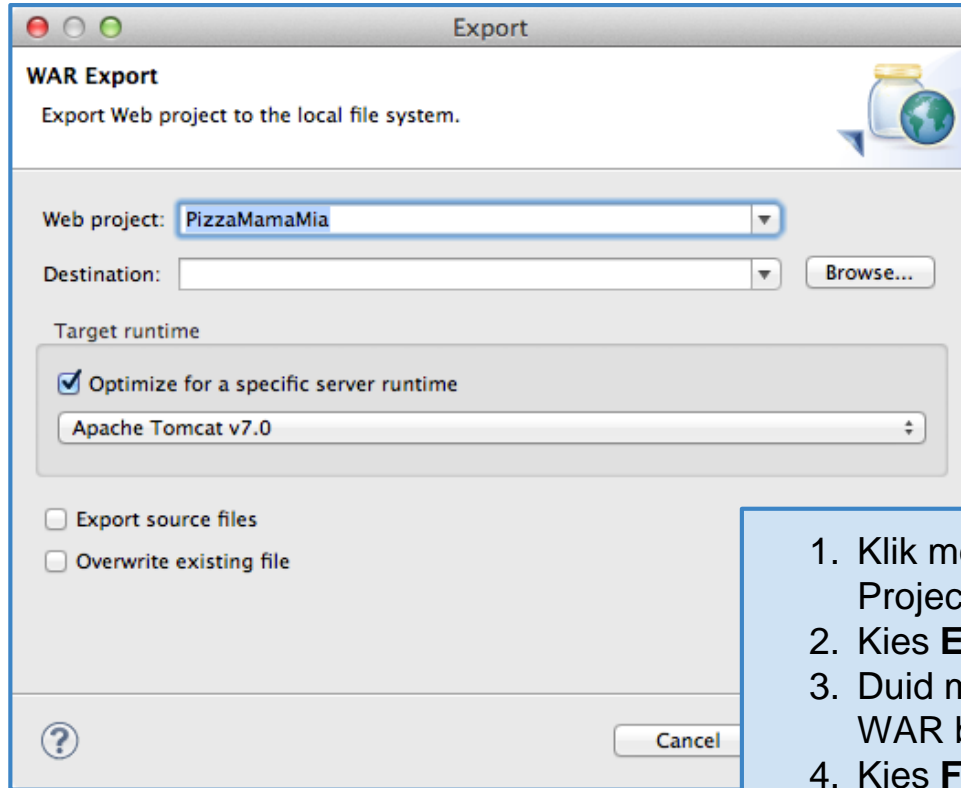 Export
WAR Export
Export Web project to the local file system.
Web project: PizzaMamaMia
Destination: Browse...
Target runtime
Optimize for a specific server runtime
Apache Tomcat v7.0
Export source files
Overwrite existing file
Cancel
1. Klik
2. Kies
3. Duid
WAR
4. Kies